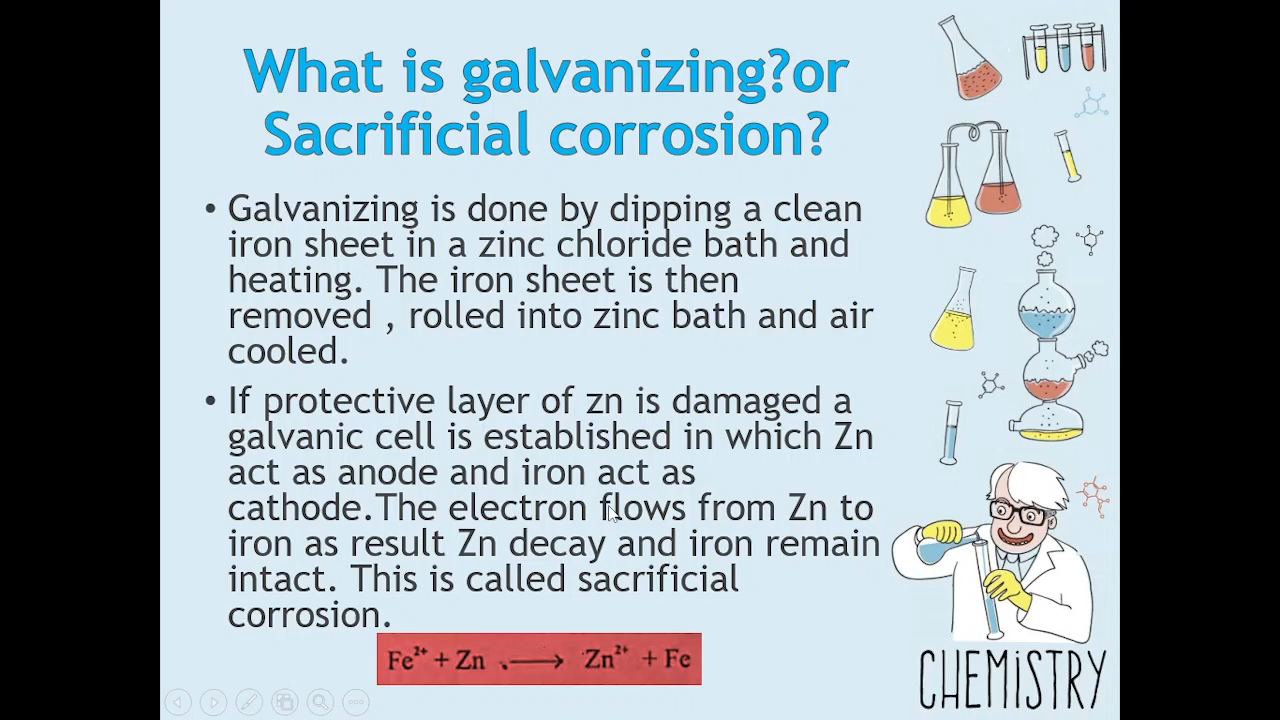 What is galvanizing?or
Sacrificial corrosion?
• Galvanizing is done by dipping a clean
iron sheet in a zinc chloride bath and
heating. The iron sheet is then
removed , rolled into zinc bath and air
cooled.
• If protective layer of zn is damaged a
galvanic cell is established in which Zn
act as anode and iron act as
cathode.The electron flows from Zn to
iron as result Zn decay and iron remain
intact. This is called sacrificial
corrosion.
Fe²⁺ + Zn ⟶ Zn²⁺ + Fe
CHEMiSTRY